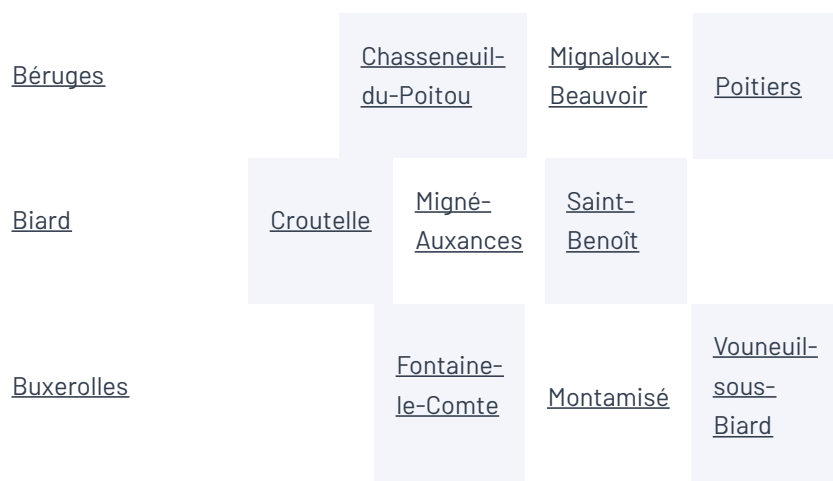 Béruges
Chasseneuil-
du-Poitou
Mignaloux-
Beauvoir
Poitiers
Biard
Croutelle
Migné-
Auxances
Saint-
Benoît
Buxerolles
Fontaine-
le-Comte
Montamisé
Vouneuil-
sous-
Biard